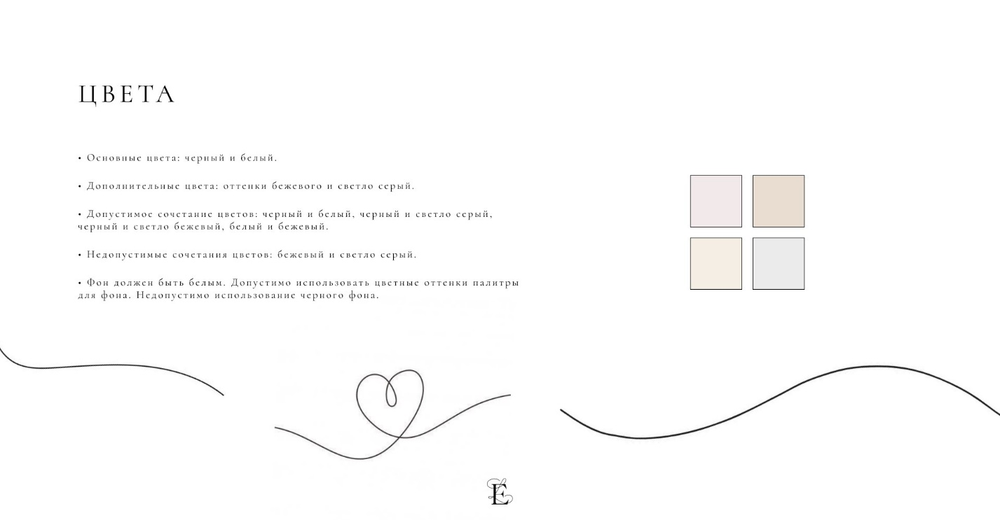 ЦВЕТА
• Основные цвета: черный и белый.
• Дополнительные цвета: оттенки бежевого и светло серый.
• Допустимое сочетание цветов: черный и белый, черный и светло серый,
черный и светло бежевый, белый и бежевый.
• Недопустимые сочетания цветов: бежевый и светло серый.
• Фон должен быть белым. Допустимо использовать цветные оттенки палитры
для фона. Недопустимо использование черного фона.
E